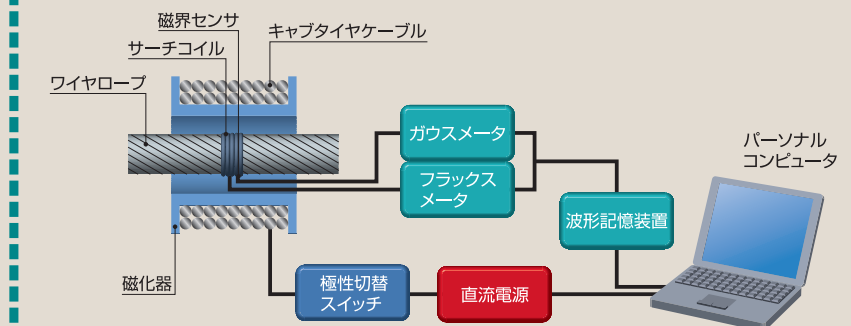 磁界センサ
サーチコイル
キャブタイヤケーブル
ワイヤロープ
ガウスメータ
フラックス
メータ
パーソナル
コンピュータ
波形記憶装置
磁化器
極性切替
スイッチ
直流電源